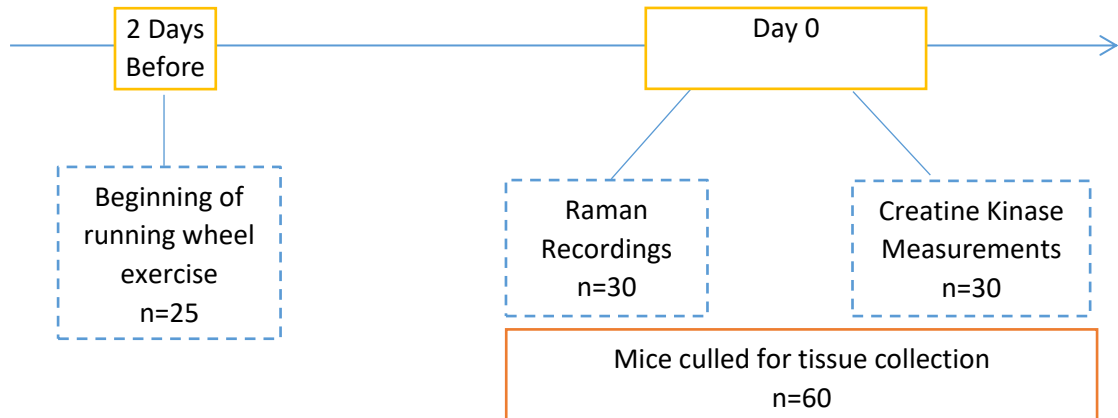 2 Days
Before
Day 0
Beginning of
running wheel
exercise
n=25
Raman
Recordings
n=30
Creatine Kinase
Measurements
n=30
Mice culled for tissue collection
n=60